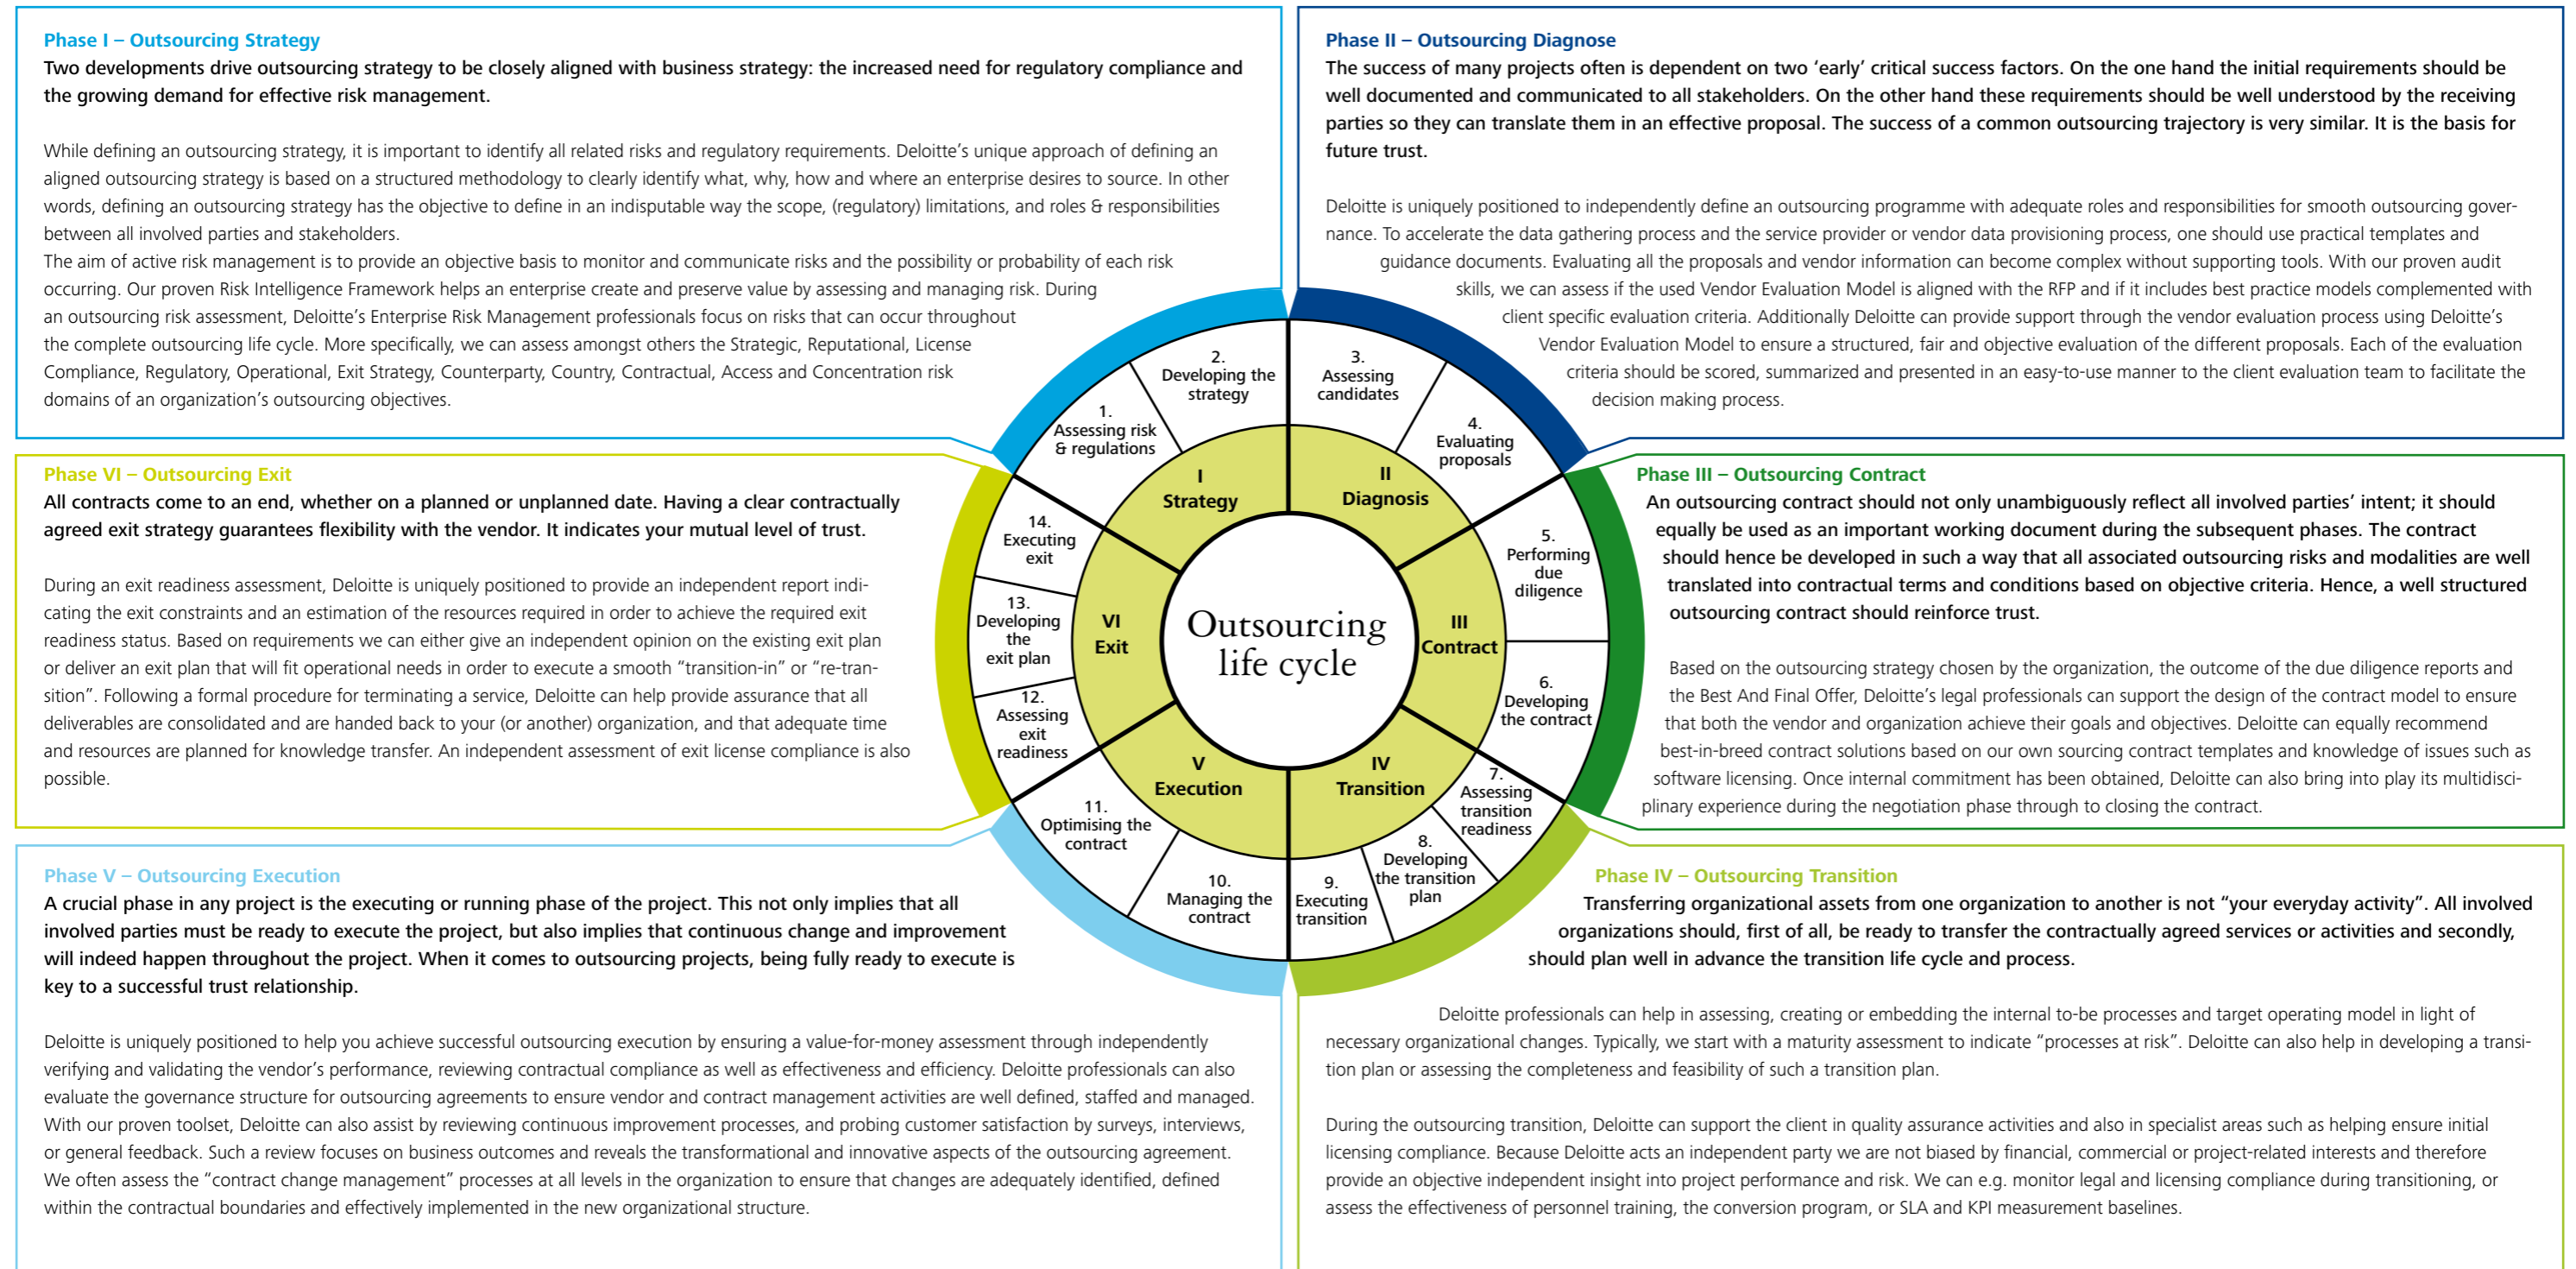 Phase I – Outsourcing Strategy
Two developments drive outsourcing strategy to be closely aligned with business strategy: the increased need for regulatory compliance and
the growing demand for effective risk management.
While defining an outsourcing strategy, it is important to identify all related risks and regulatory requirements. Deloitte’s unique approach of defining an
aligned outsourcing strategy is based on a structured methodology to clearly identify what, why, how and where an enterprise desires to source. In other
words, defining an outsourcing strategy has the objective to define in an indisputable way the scope, (regulatory) limitations, and roles & responsibilities
between all involved parties and stakeholders.
The aim of active risk management is to provide an objective basis to monitor and communicate risks and the possibility or probability of each risk
occurring. Our proven Risk Intelligence Framework helps an enterprise create and preserve value by assessing and managing risk. During
an outsourcing risk assessment, Deloitte’s Enterprise Risk Management professionals focus on risks that can occur throughout
the complete outsourcing life cycle. More specifically, we can assess amongst others the Strategic, Reputational, License
Compliance, Regulatory, Operational, Exit Strategy, Counterparty, Country, Contractual, Access and Concentration risk
domains of an organization’s outsourcing objectives.
Phase II – Outsourcing Diagnose
The success of many projects often is dependent on two ‘early’ critical success factors. On the one hand the initial requirements should be
well documented and communicated to all stakeholders. On the other hand these requirements should be well understood by the receiving
parties so they can translate them in an effective proposal. The success of a common outsourcing trajectory is very similar. It is the basis for
future trust.
Deloitte is uniquely positioned to independently define an outsourcing programme with adequate roles and responsibilities for smooth outsourcing gover-
nance. To accelerate the data gathering process and the service provider or vendor data provisioning process, one should use practical templates and
guidance documents. Evaluating all the proposals and vendor information can become complex without supporting tools. With our proven audit
skills, we can assess if the used Vendor Evaluation Model is aligned with the RFP and if it includes best practice models complemented with
client specific evaluation criteria. Additionally Deloitte can provide support through the vendor evaluation process using Deloitte’s
Vendor Evaluation Model to ensure a structured, fair and objective evaluation of the different proposals. Each of the evaluation
criteria should be scored, summarized and presented in an easy-to-use manner to the client evaluation team to facilitate the
decision making process.
Phase VI – Outsourcing Exit
All contracts come to an end, whether on a planned or unplanned date. Having a clear contractually
agreed exit strategy guarantees flexibility with the vendor. It indicates your mutual level of trust.
During an exit readiness assessment, Deloitte is uniquely positioned to provide an independent report indi-
cating the exit constraints and an estimation of the resources required in order to achieve the required exit
readiness status. Based on requirements we can either give an independent opinion on the existing exit plan
or deliver an exit plan that will fit operational needs in order to execute a smooth “transition-in” or “re-tran-
sition”. Following a formal procedure for terminating a service, Deloitte can help provide assurance that all
deliverables are consolidated and are handed back to your (or another) organization, and that adequate time
and resources are planned for knowledge transfer. An independent assessment of exit license compliance is also
possible.
1.
Assessing risk
& regulations
2.
Developing the
strategy
3.
Assessing
candidates
4.
Evaluating
proposals
5.
Performing
due
diligence
6.
Developing
the contract
7.
Assessing
transition
readiness
8.
Developing
the transition
plan
9.
Executing
transition
10.
Managing the
contract
11.
Optimising the
contract
12.
Assessing
exit
readiness
13.
Developing
the
exit plan
14.
Executing
exit
I
Strategy
II
Diagnosis
III
Contract
IV
Transition
V
Execution
VI
Exit
Outsourcing
life cycle
Phase III – Outsourcing Contract
An outsourcing contract should not only unambiguously reflect all involved parties’ intent; it should
equally be used as an important working document during the subsequent phases. The contract
should hence be developed in such a way that all associated outsourcing risks and modalities are well
translated into contractual terms and conditions based on objective criteria. Hence, a well structured
outsourcing contract should reinforce trust.
Based on the outsourcing strategy chosen by the organization, the outcome of the due diligence reports and
the Best And Final Offer, Deloitte’s legal professionals can support the design of the contract model to ensure
that both the vendor and organization achieve their goals and objectives. Deloitte can equally recommend
best-in-breed contract solutions based on our own sourcing contract templates and knowledge of issues such as
software licensing. Once internal commitment has been obtained, Deloitte can also bring into play its multidisci-
plinary experience during the negotiation phase through to closing the contract.
Phase V – Outsourcing Execution
A crucial phase in any project is the executing or running phase of the project. This not only implies that all
involved parties must be ready to execute the project, but also implies that continuous change and improvement
will indeed happen throughout the project. When it comes to outsourcing projects, being fully ready to execute is
key to a successful trust relationship.
Deloitte is uniquely positioned to help you achieve successful outsourcing execution by ensuring a value-for-money assessment through independently
verifying and validating the vendor’s performance, reviewing contractual compliance as well as effectiveness and efficiency. Deloitte professionals can also
evaluate the governance structure for outsourcing agreements to ensure vendor and contract management activities are well defined, staffed and managed.
With our proven toolset, Deloitte can also assist by reviewing continuous improvement processes, and probing customer satisfaction by surveys, interviews,
or general feedback. Such a review focuses on business outcomes and reveals the transformational and innovative aspects of the outsourcing agreement.
We often assess the “contract change management” processes at all levels in the organization to ensure that changes are adequately identified, defined
within the contractual boundaries and effectively implemented in the new organizational structure.
Phase IV – Outsourcing Transition
Transferring organizational assets from one organization to another is not “your everyday activity”. All involved
organizations should, first of all, be ready to transfer the contractually agreed services or activities and secondly,
should plan well in advance the transition life cycle and process.
Deloitte professionals can help in assessing, creating or embedding the internal to-be processes and target operating model in light of
necessary organizational changes. Typically, we start with a maturity assessment to indicate “processes at risk”. Deloitte can also help in developing a transi-
tion plan or assessing the completeness and feasibility of such a transition plan.
During the outsourcing transition, Deloitte can support the client in quality assurance activities and also in specialist areas such as helping ensure initial
licensing compliance. Because Deloitte acts an independent party we are not biased by financial, commercial or project-related interests and therefore
provide an objective independent insight into project performance and risk. We can e.g. monitor legal and licensing compliance during transitioning, or
assess the effectiveness of personnel training, the conversion program, or SLA and KPI measurement baselines.